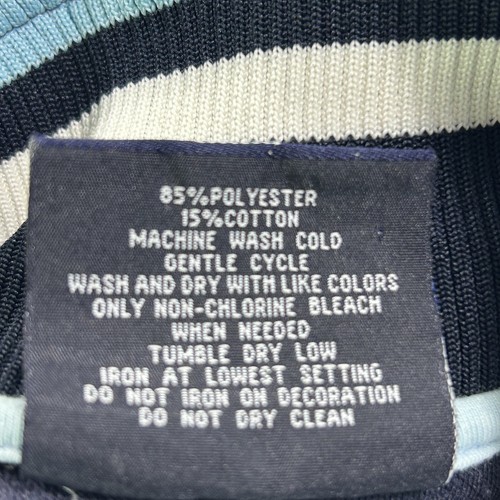 85%POLYESTER
15%COTTON
MACHINE WASH COLD
GENTLE CYCLE
WASH AND DRY WITH LIKE COLORS
ONLY NON-CHLORINE BLEACH
WHEN NEEDED
TUMBLE DRY LOW
IRON AT LOWEST SETTING
DO NOT IRON ON DECORATION
DO NOT DRY CLEAN